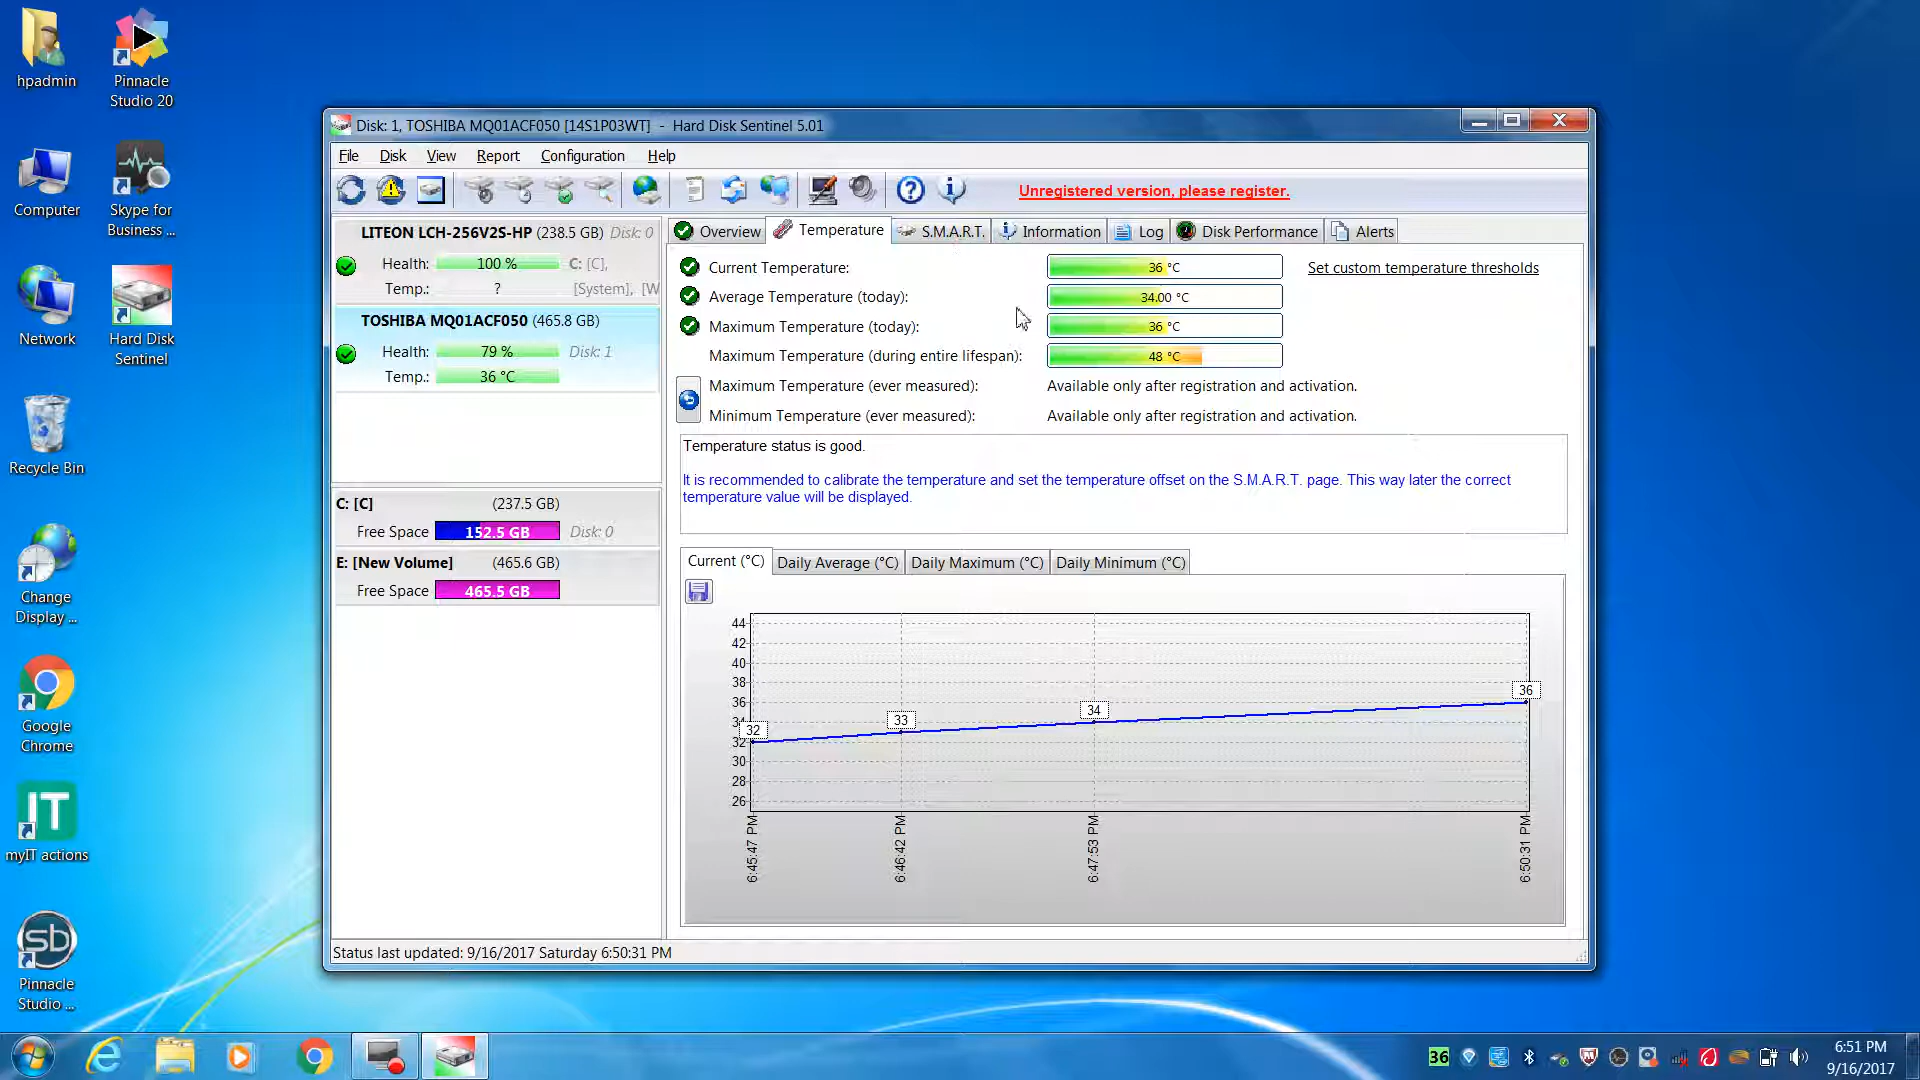 hpadmin
Pinnacle
Studio 20
Computer
Skype for
Business ...
Network
Hard Disk
Sentinel
Recycle Bin
Change
Display ...
Google
Chrome
IT
myIT actions
sb
Pinnacle
Studio ...
Disk: 1, TOSHIBA MQ01ACF050 [14S1P03WT] - Hard Disk Sentinel 5.01
File Disk View Report Configuration Help
Unregistered version, please register.
LITEON LCH-256V2S-HP (238.5 GB) Disk: 0
Health: 100 % C: [C],
Temp.: ? [System], [W
TOSHIBA MQ01ACF050 (465.8 GB)
Health: 79 % Disk: 1
Temp.: 36 °C
C: [C] (237.5 GB)
Free Space 152.5 GB Disk: 0
E: [New Volume] (465.6 GB)
Free Space 465.5 GB
Overview Temperature S.M.A.R.T. Information Log Disk Performance Alerts
Current Temperature: 36 °C Set custom temperature thresholds
Average Temperature (today): 34.00 °C
Maximum Temperature (today): 36 °C
Maximum Temperature (during entire lifespan): 48 °C
Maximum Temperature (ever measured): Available only after registration and activation.
Minimum Temperature (ever measured): Available only after registration and activation.
Temperature status is good.
It is recommended to calibrate the temperature and set the temperature offset on the S.M.A.R.T. page. This way later the correct
temperature value will be displayed.
Current (°C) Daily Average (°C) Daily Maximum (°C) Daily Minimum (°C)
44
42
40
38
36
34
32
30
28
26
32
33
34
36
6:45:47 PM
6:46:42 PM
6:47:53 PM
6:50:31 PM
Status last updated: 9/16/2017 Saturday 6:50:31 PM
36
6:51 PM
9/16/2017